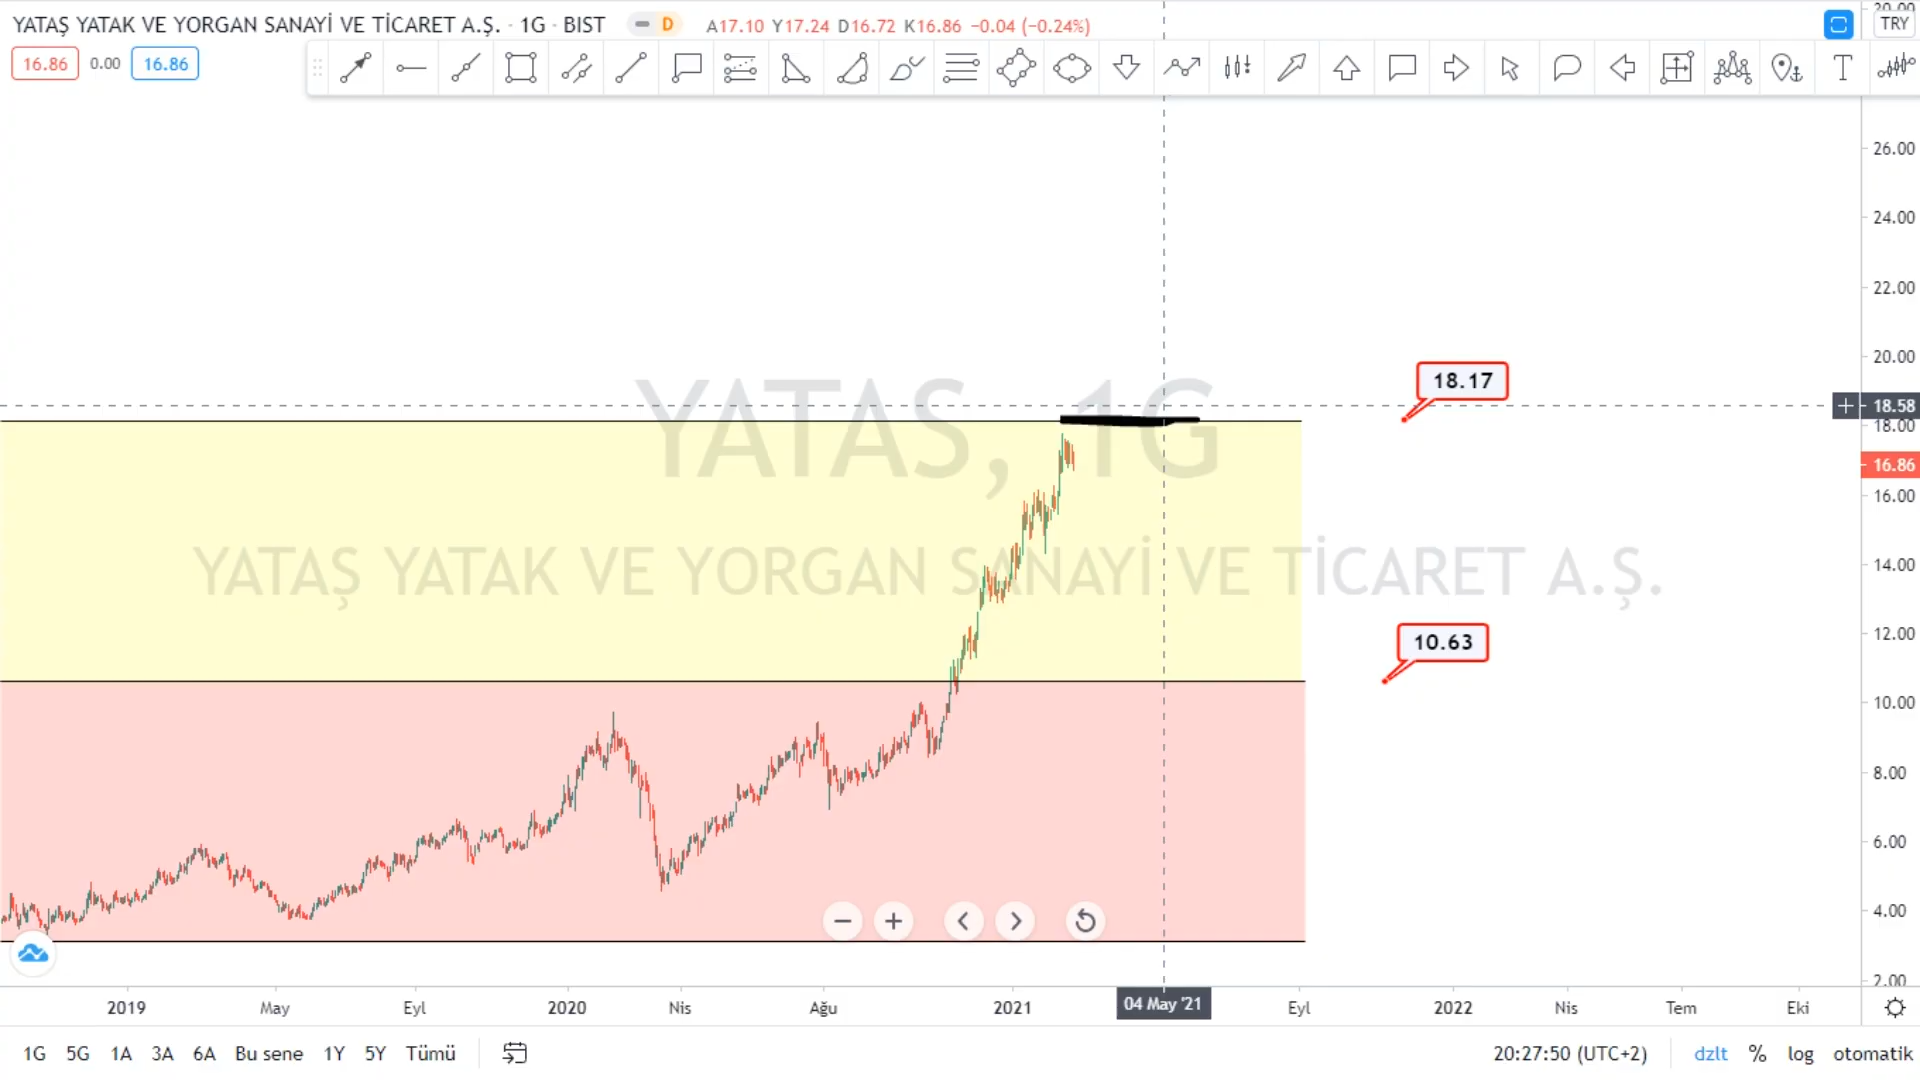 YATAŞ YATAK VE YORGAN SANAYİ VE TİCARET A.Ş. · 1G · BIST D A17.10 Y17.24 D16.72 K16.86 −0.04 (−0.24%)
TRY
16.86 0.00 16.86
T
26.00
24.00
22.00
20.00
18.17
18.58
18.00
YATAS, 1G
16.86
16.00
YATAŞ YATAK VE YORGAN SANAYİ VE TİCARET A.Ş.
14.00
12.00
10.63
10.00
8.00
6.00
4.00
2.00
2019 May Eyl 2020 Nis Ağu 2021 04 May '21 Eyl 2022 Nis Tem Eki
1G 5G 1A 3A 6A Bu sene 1Y 5Y Tümü 20:27:50 (UTC+2) dzlt % log otomatik